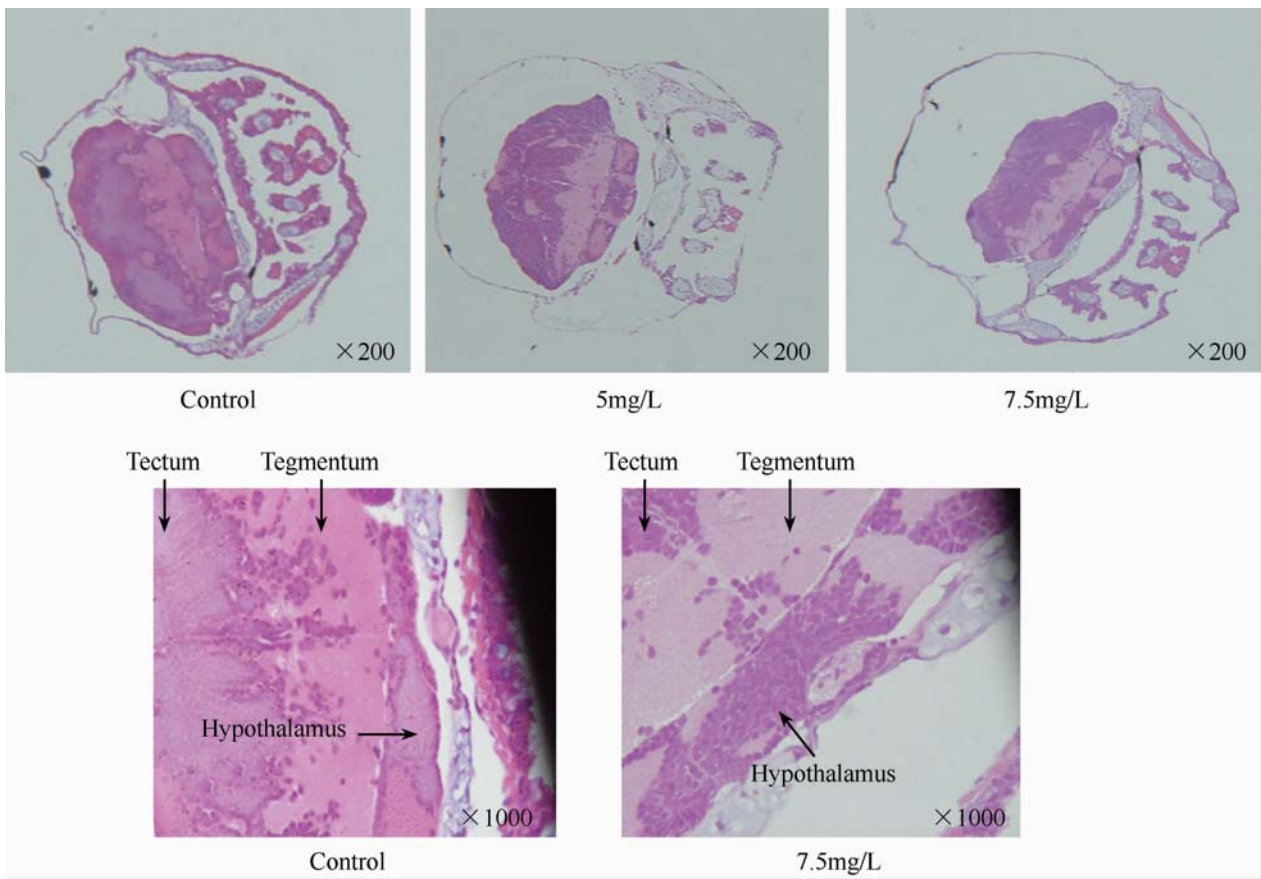 ×200
×200
×200
Control
5mg/L
7.5mg/L
Tectum
Tegmentum
Tectum
Tegmentum
Hypothalamus
Hypothalamus
×1000
×1000
Control
7.5mg/L